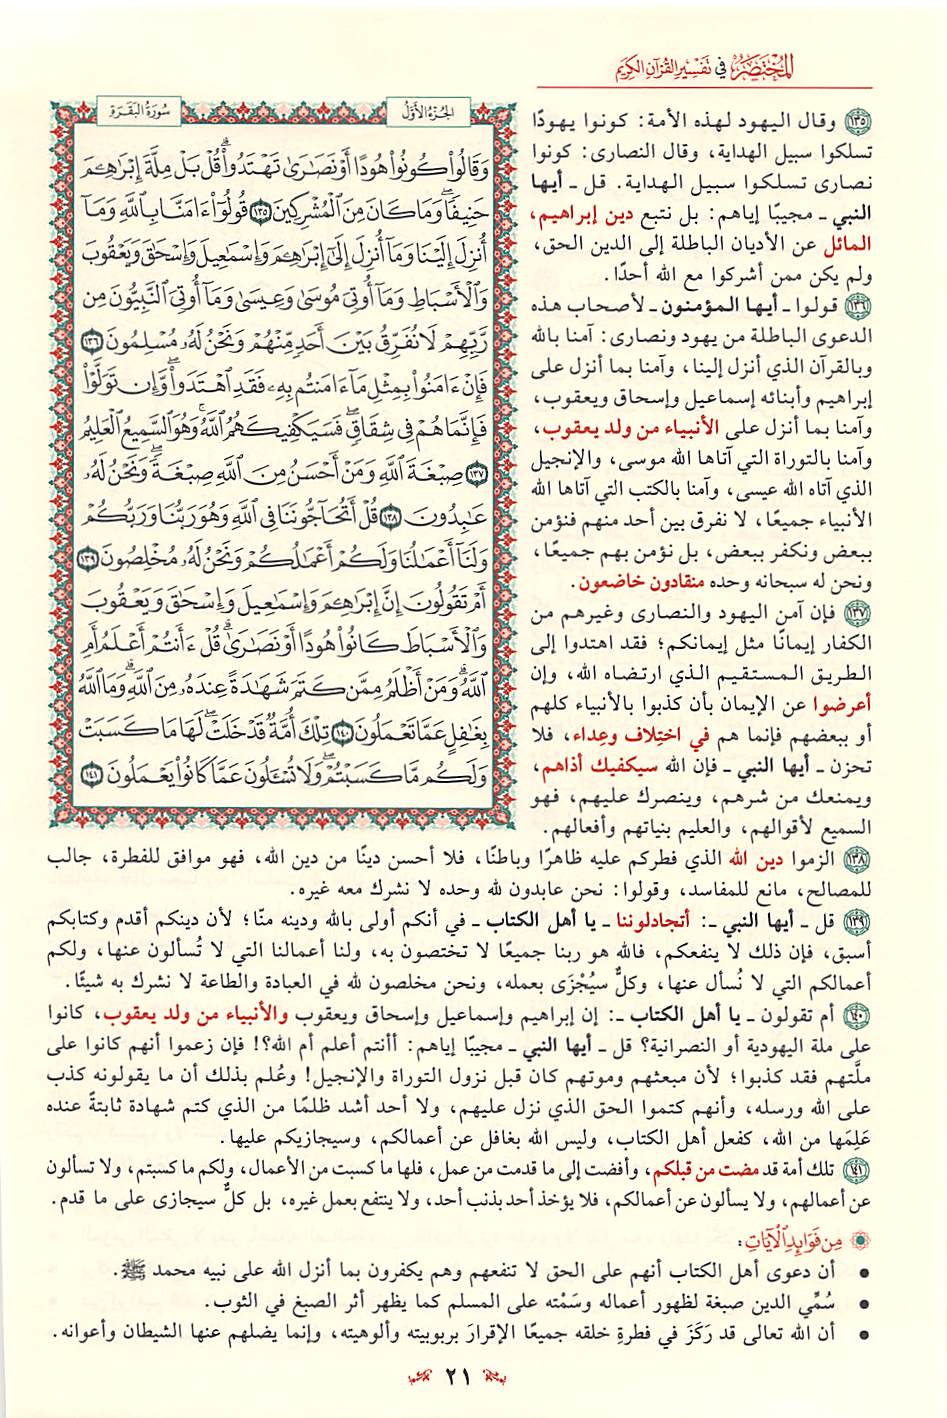 المختصر في تفسير القرآن الكريم
الجزء الأول
سورة البقرة
وَقَالُوا۟ كُونُوا۟ هُودًا أَوْ نَصَـٰرَىٰ تَهْتَدُوا۟ۗ قُلْ بَلْ مِلَّةَ إِبْرَٰهِـۧمَ
حَنِيفًاۖ وَمَا كَانَ مِنَ ٱلْمُشْرِكِينَ ١٣٥ قُولُوٓا۟ ءَامَنَّا بِٱللَّهِ وَمَآ
أُنزِلَ إِلَيْنَا وَمَآ أُنزِلَ إِلَىٰٓ إِبْرَٰهِـۧمَ وَإِسْمَـٰعِيلَ وَإِسْحَـٰقَ وَيَعْقُوبَ
وَٱلْأَسْبَاطِ وَمَآ أُوتِىَ مُوسَىٰ وَعِيسَىٰ وَمَآ أُوتِىَ ٱلنَّبِيُّونَ مِن
رَّبِّهِمْ لَا نُفَرِّقُ بَيْنَ أَحَدٍ مِّنْهُمْ وَنَحْنُ لَهُۥ مُسْلِمُونَ ١٣٦
فَإِنْ ءَامَنُوا۟ بِمِثْلِ مَآ ءَامَنتُم بِهِۦ فَقَدِ ٱهْتَدَوا۟ۖ وَّإِن تَوَلَّوْا۟
فَإِنَّمَا هُمْ فِى شِقَاقٍۖ فَسَيَكْفِيكَهُمُ ٱللَّهُۚ وَهُوَ ٱلسَّمِيعُ ٱلْعَلِيمُ
١٣٧ صِبْغَةَ ٱللَّهِ وَمَنْ أَحْسَنُ مِنَ ٱللَّهِ صِبْغَةًۖ وَنَحْنُ لَهُۥ
عَـٰبِدُونَ ١٣٨ قُلْ أَتُحَآجُّونَنَا فِى ٱللَّهِ وَهُوَ رَبُّنَا وَرَبُّكُمْ
وَلَنَآ أَعْمَـٰلُنَا وَلَكُمْ أَعْمَـٰلُكُمْ وَنَحْنُ لَهُۥ مُخْلِصُونَ ١٣٩
أَمْ تَقُولُونَ إِنَّ إِبْرَٰهِـۧمَ وَإِسْمَـٰعِيلَ وَإِسْحَـٰقَ وَيَعْقُوبَ
وَٱلْأَسْبَاطَ كَانُوا۟ هُودًا أَوْ نَصَـٰرَىٰۗ قُلْ ءَأَنتُمْ أَعْلَمُ أَمِ
ٱللَّهُۗ وَمَنْ أَظْلَمُ مِمَّن كَتَمَ شَهَـٰدَةً عِندَهُۥ مِنَ ٱللَّهِۗ وَمَا ٱللَّهُ
بِغَـٰفِلٍ عَمَّا تَعْمَلُونَ ١٤٠ تِلْكَ أُمَّةٌ قَدْ خَلَتْۖ لَهَا مَا كَسَبَتْ
وَلَكُم مَّا كَسَبْتُمْۖ وَلَا تُسْـَٔلُونَ عَمَّا كَانُوا۟ يَعْمَلُونَ ١٤١
١٣٥ وقال اليهود لهذه الأمة: كونوا يهودًا
تسلكوا سبيل الهداية، وقال النصارى: كونوا
نصارى تسلكوا سبيل الهداية. قل ـ أيها
النبي ـ مجيبًا إياهم: بل نتبع دين إبراهيم،
المائل عن الأديان الباطلة إلى الدين الحق،
ولم يكن ممن أشركوا مع الله أحدًا.
١٣٦ قولوا ـ أيها المؤمنون ـ لأصحاب هذه
الدعوى الباطلة من يهود ونصارى: آمنا بالله
وبالقرآن الذي أنزل إلينا، وآمنا بما أنزل على
إبراهيم وأبنائه إسماعيل وإسحاق ويعقوب،
وآمنا بما أنزل على الأنبياء من ولد يعقوب،
وآمنا بالتوراة التي آتاها الله موسى، والإنجيل
الذي آتاه الله عيسى، وآمنا بالكتب التي آتاها الله
الأنبياء جميعًا، لا نفرق بين أحد منهم فنؤمن
ببعض ونكفر ببعض، بل نؤمن بهم جميعًا،
ونحن له سبحانه وحده منقادون خاضعون.
١٣٧ فإن آمن اليهود والنصارى وغيرهم من
الكفار إيمانًا مثل إيمانكم؛ فقد اهتدوا إلى
الطريق المستقيم الذي ارتضاه الله، وإن
أعرضوا عن الإيمان بأن كذبوا بالأنبياء كلهم
أو ببعضهم فإنما هم في اختِلاف وعِداء، فلا
تحزن ـ أيها النبي ـ فإن الله سيكفيك أذاهم،
ويمنعك من شرهم، وينصرك عليهم، فهو
السميع لأقوالهم، والعليم بنياتهم وأفعالهم.
١٣٨ الزموا دين الله الذي فطركم عليه ظاهرًا وباطنًا، فلا أحسن دينًا من دين الله، فهو موافق للفطرة، جالب
للمصالح، مانع للمفاسد، وقولوا: نحن عابدون لله وحده لا نشرك معه غيره.
١٣٩ قل ـ أيها النبي ـ: أتجادلوننا ـ يا أهل الكتاب ـ في أنكم أولى بالله ودينه منّا؛ لأن دينكم أقدم وكتابكم
أسبق، فإن ذلك لا ينفعكم، فالله هو ربنا جميعًا لا تختصون به، ولنا أعمالنا التي لا تُسألون عنها، ولكم
أعمالكم التي لا نُسأل عنها، وكلٌّ سيُجْزَى بعمله، ونحن مخلصون لله في العبادة والطاعة لا نشرك به شيئًا.
١٤٠ أم تقولون ـ يا أهل الكتاب ـ: إن إبراهيم وإسماعيل وإسحاق ويعقوب والأنبياء من ولد يعقوب، كانوا
على ملة اليهودية أو النصرانية؟ قل ـ أيها النبي ـ مجيبًا إياهم: أأنتم أعلم أم الله؟! فإن زعموا أنهم كانوا على
ملَّتهم فقد كذبوا؛ لأن مبعثهم وموتهم كان قبل نزول التوراة والإنجيل! وعُلم بذلك أن ما يقولونه كذب
على الله ورسله، وأنهم كتموا الحق الذي نزل عليهم، ولا أحد أشد ظلمًا من الذي كتم شهادة ثابتةً عنده
عَلِمَها من الله، كفعل أهل الكتاب، وليس الله بغافل عن أعمالكم، وسيجازيكم عليها.
١٤١ تلك أمة قد مضت من قبلكم، وأفضت إلى ما قدمت من عمل، فلها ما كسبت من الأعمال، ولكم ما كسبتم، ولا تسألون
عن أعمالهم، ولا يسألون عن أعمالكم، فلا يؤخذ أحد بذنب أحد، ولا ينتفع بعمل غيره، بل كلٌّ سيجازى على ما قدم.
من فوائد الآيات:
• أن دعوى أهل الكتاب أنهم على الحق لا تنفعهم وهم يكفرون بما أنزل الله على نبيه محمد ﷺ.
• سُمِّي الدين صبغة لظهور أعماله وسَمْته على المسلم كما يظهر أثر الصبغ في الثوب.
• أن الله تعالى قد رَكَزَ في فطرةِ خلقه جميعًا الإقرارَ بربوبيته وألوهيته، وإنما يضلهم عنها الشيطان وأعوانه.
٢١